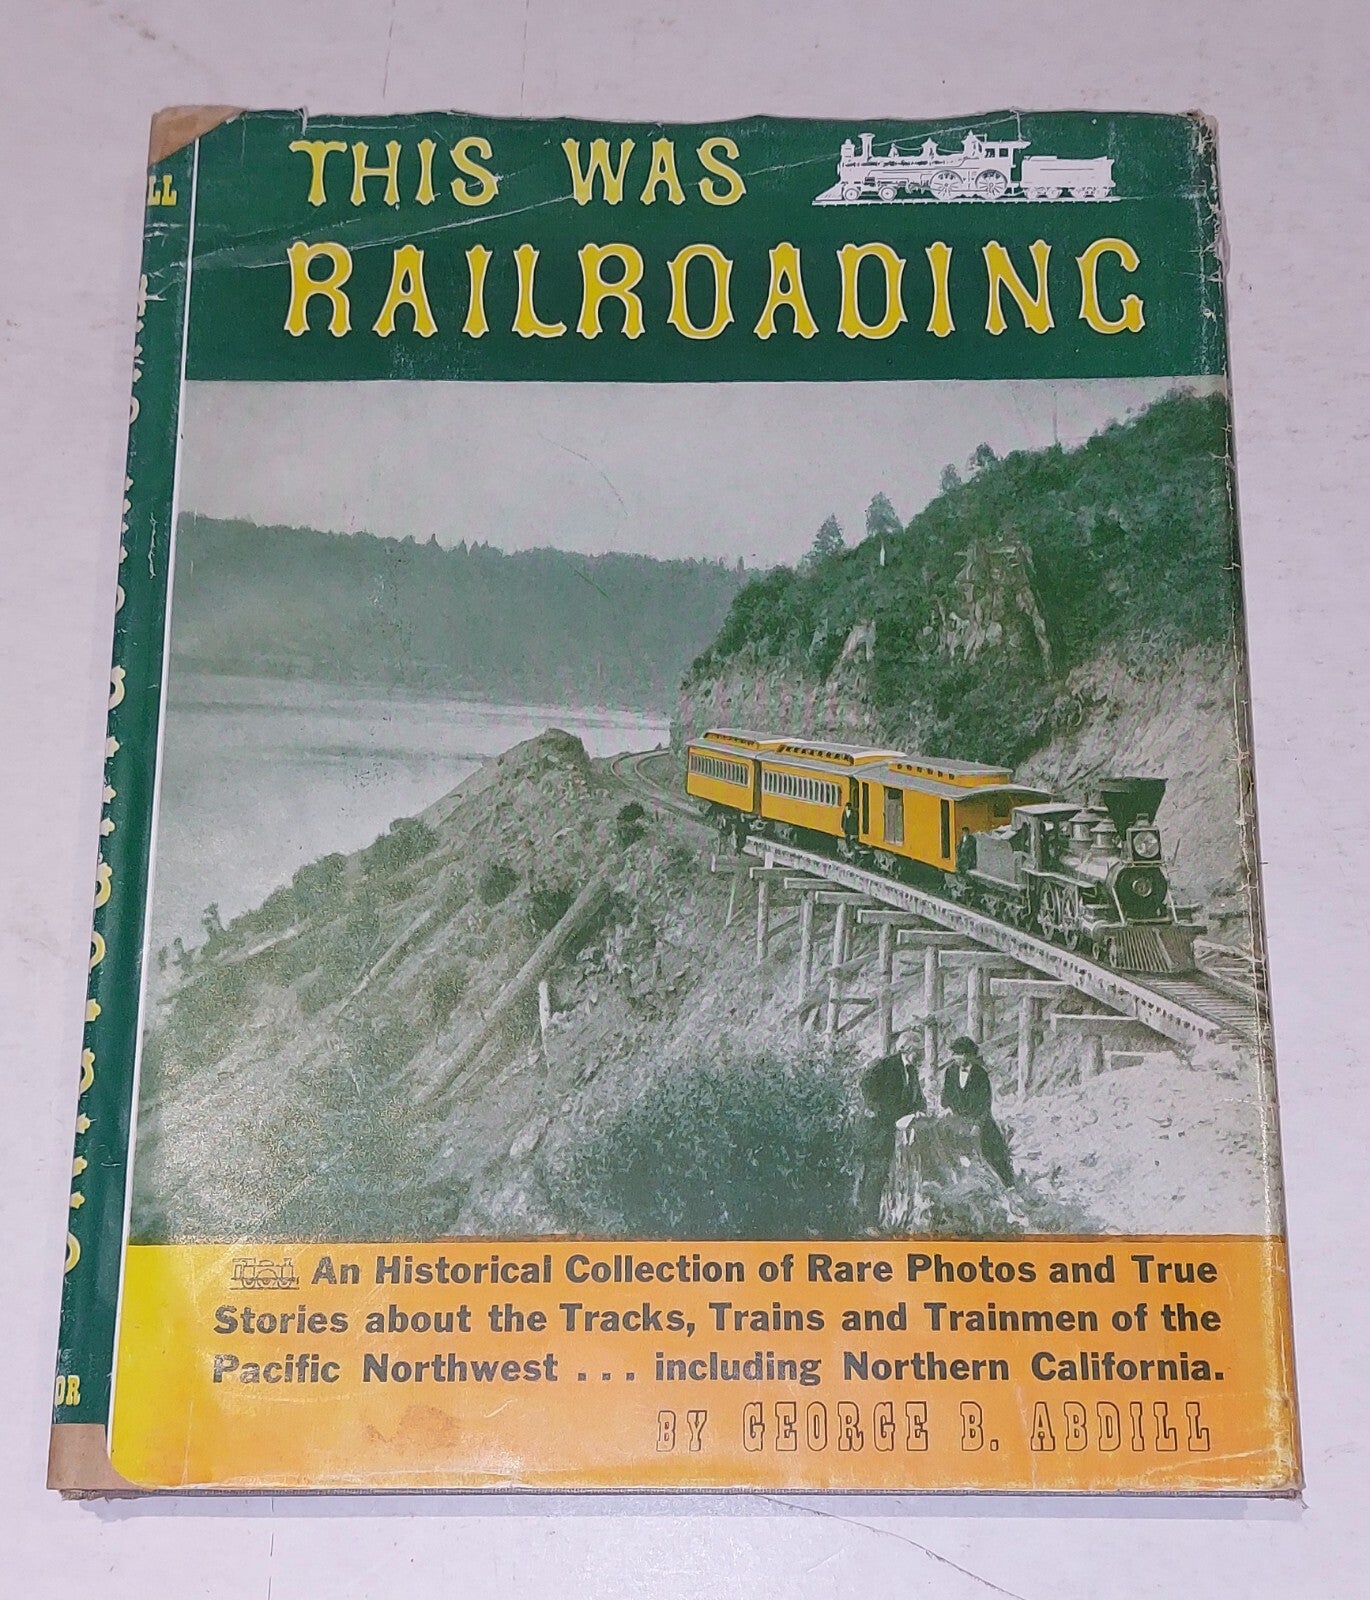 THIS WAS
RAILROADING
An Historical Collection of Rare Photos and True
Stories about the Tracks, Trains and Trainmen of the
Pacific Northwest . . . including Northern California.
BY GEORGE B. ABDILL